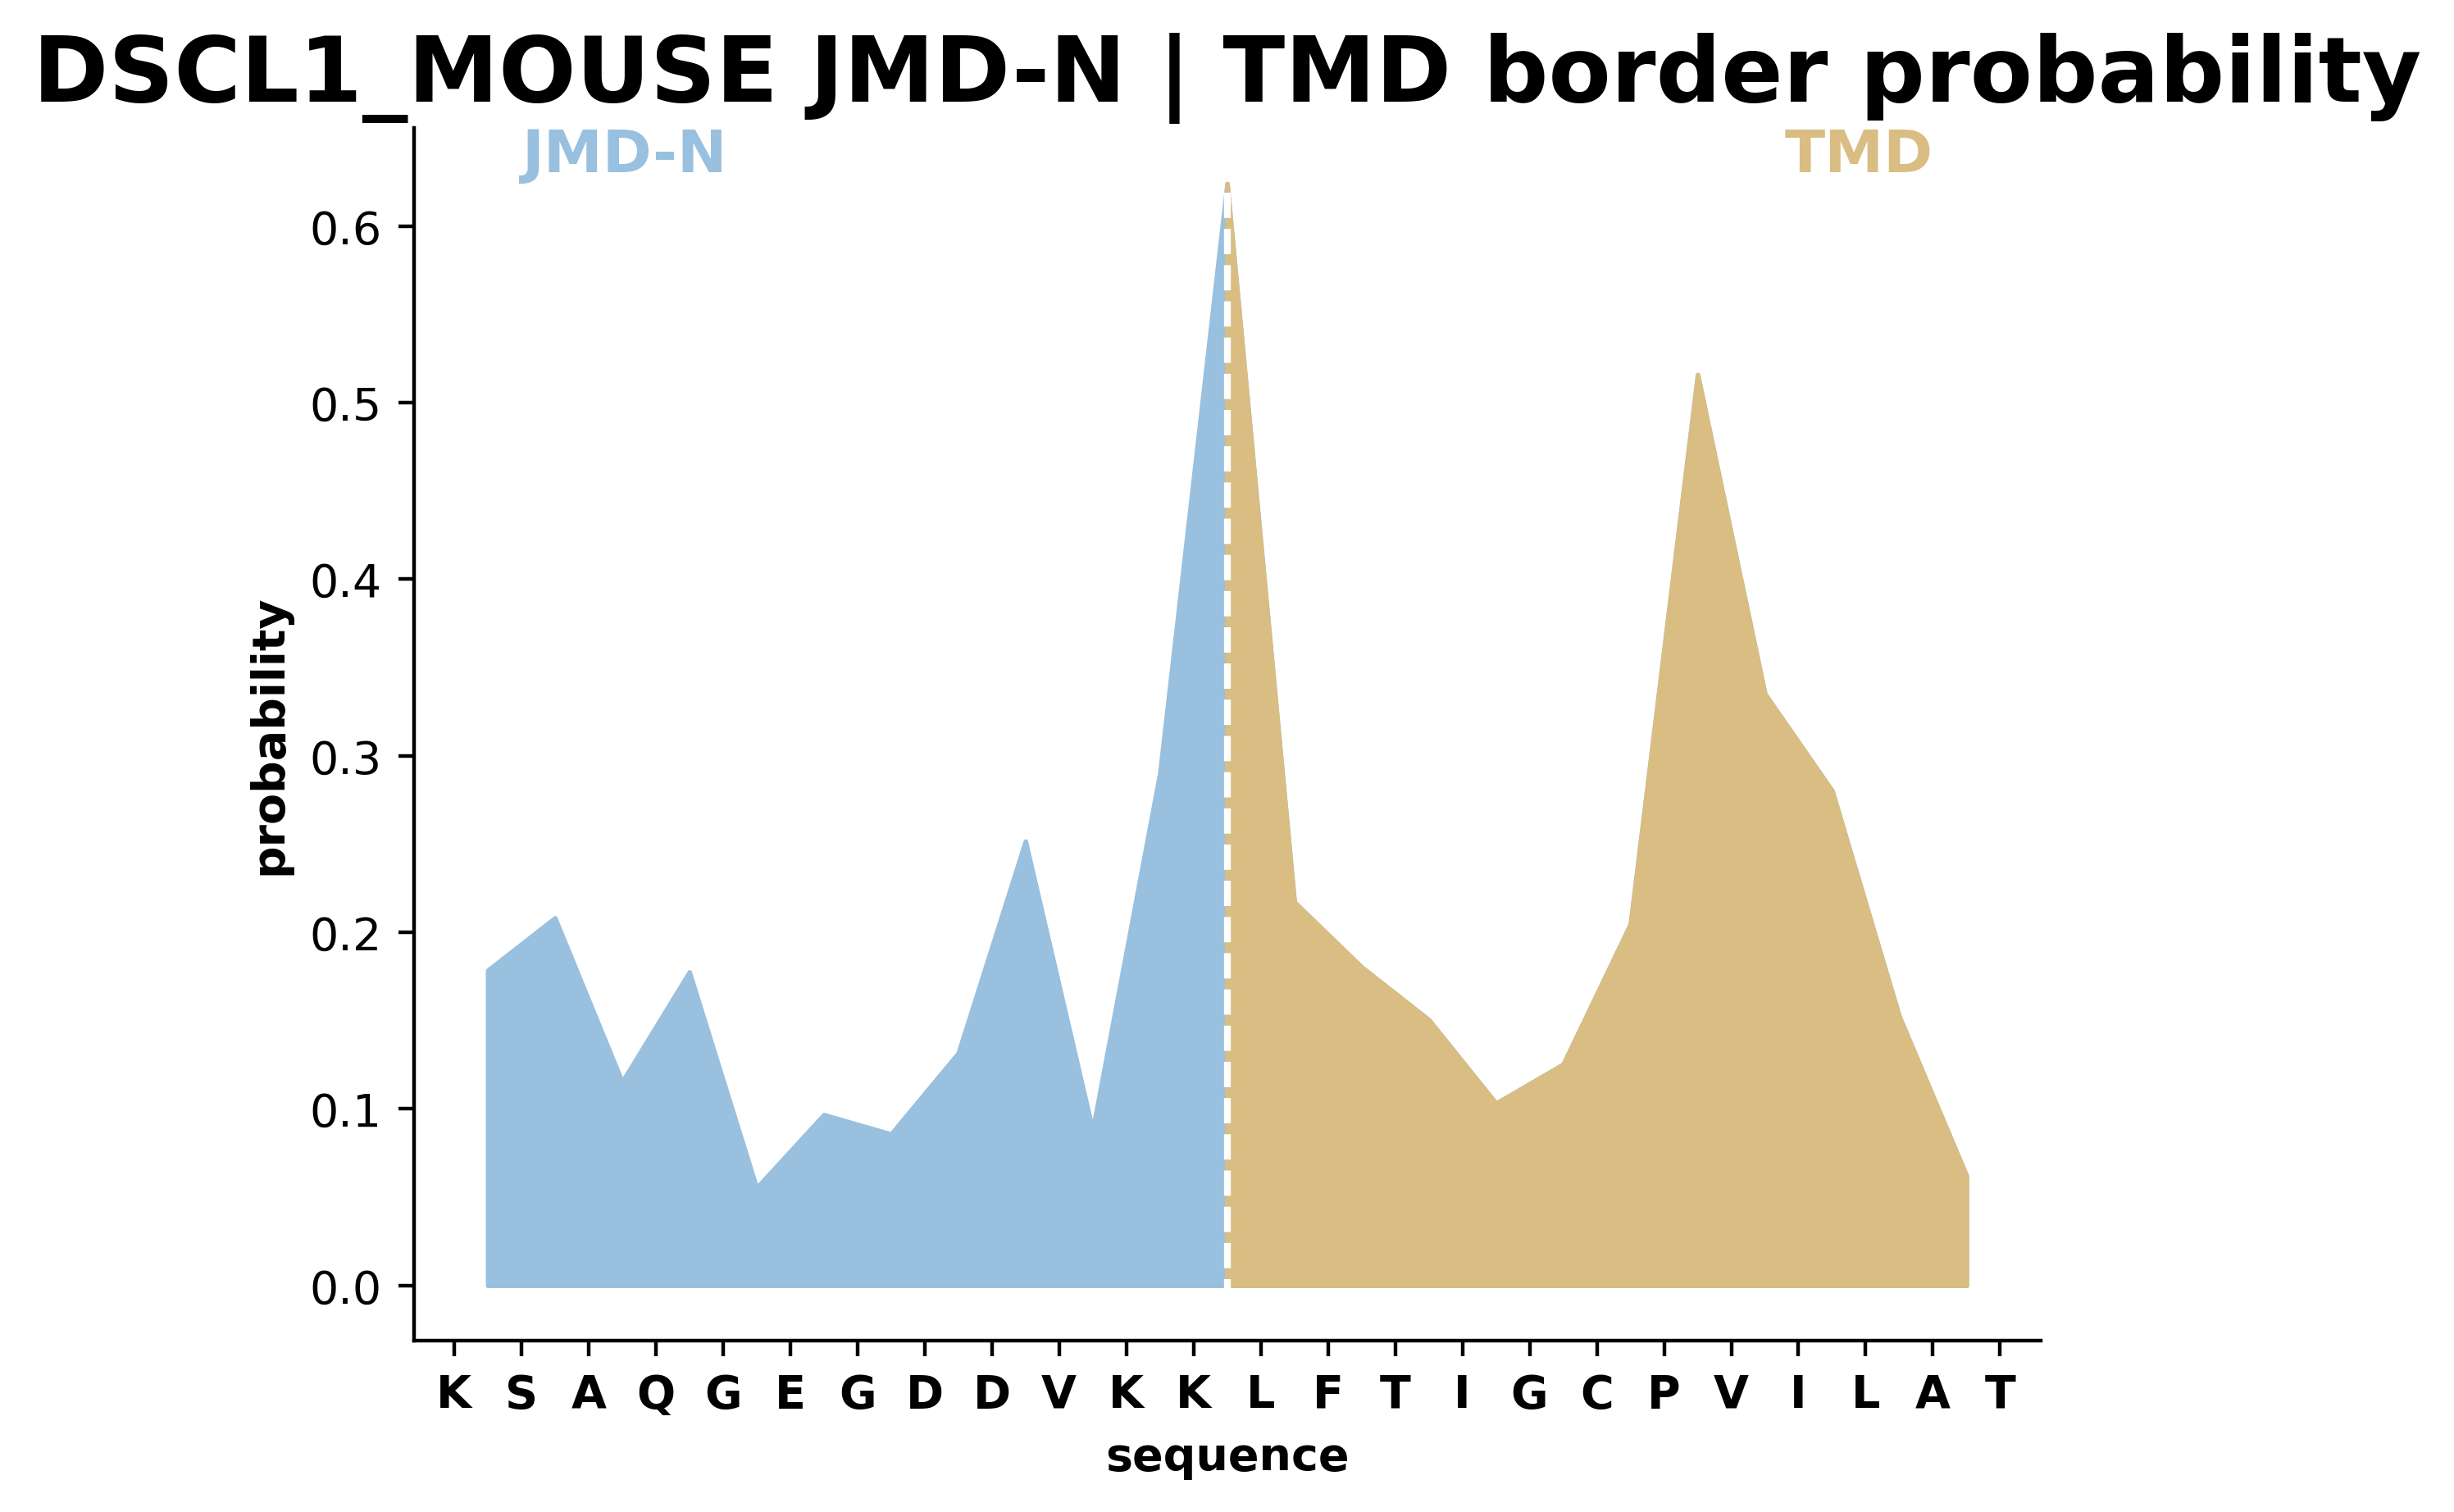 DSCL1_MOUSE JMD-N | TMD border probability
JMD-N TMD
0.6
0.5
0.4
0.3
0.2
0.1
0.0
probability
K S A Q G E G D D V K K L F T I G C P V I L A T
sequence